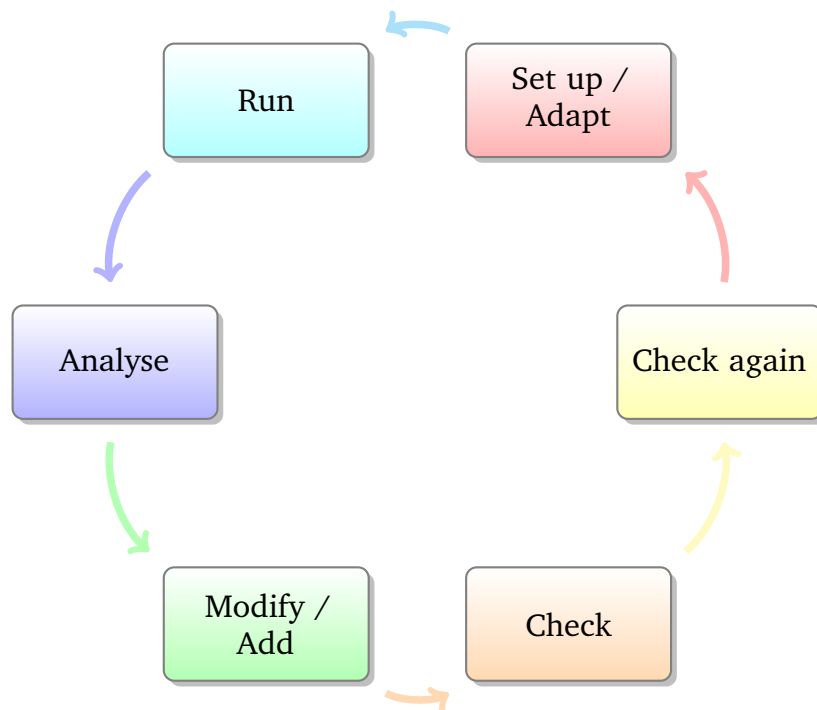 Run
Set up /
Adapt
Analyse
Check again
Modify /
Add
Check